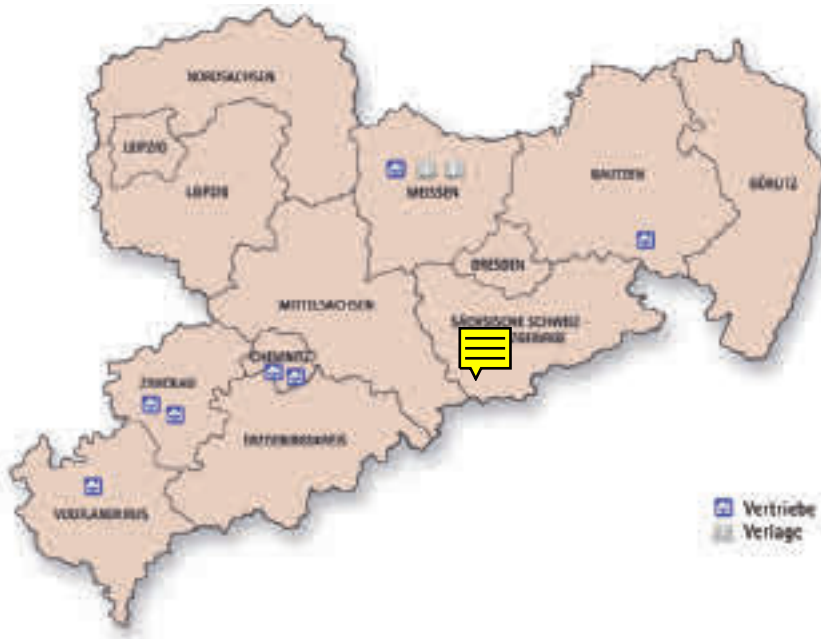 NORDSACHSEN
LEIPZIG
LEIPZIG
MEISSEN
BAUTZEN
GÖRLITZ
DRESDEN
MITTELSACHSEN
SÄCHSISCHE SCHWEIZ
CHEMNITZ
ZWICKAU
ERZGEBIRGSKREIS
VOGTLANDKREIS
Vertriebe
Verlage